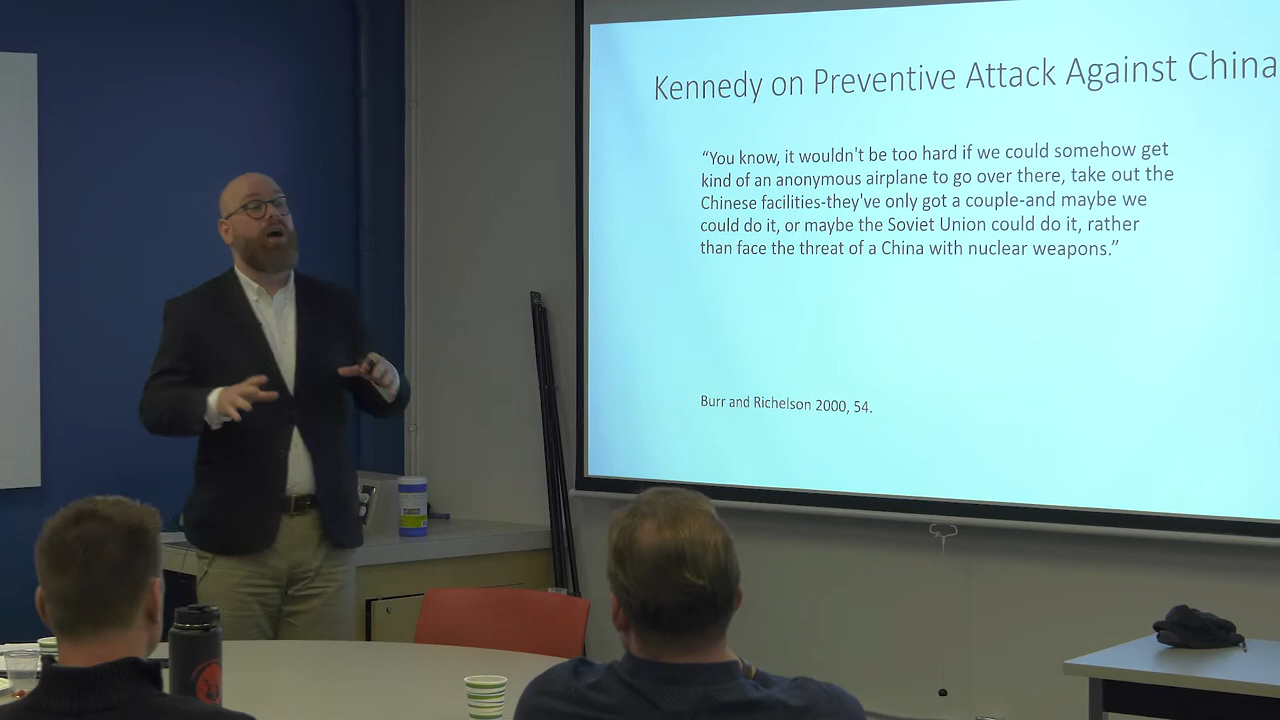 Kennedy on Preventive Attack Against China
“You know, it wouldn't be too hard if we could somehow get
kind of an anonymous airplane to go over there, take out the
Chinese facilities-they've only got a couple-and maybe we
could do it, or maybe the Soviet Union could do it, rather
than face the threat of a China with nuclear weapons.”
Burr and Richelson 2000, 54.